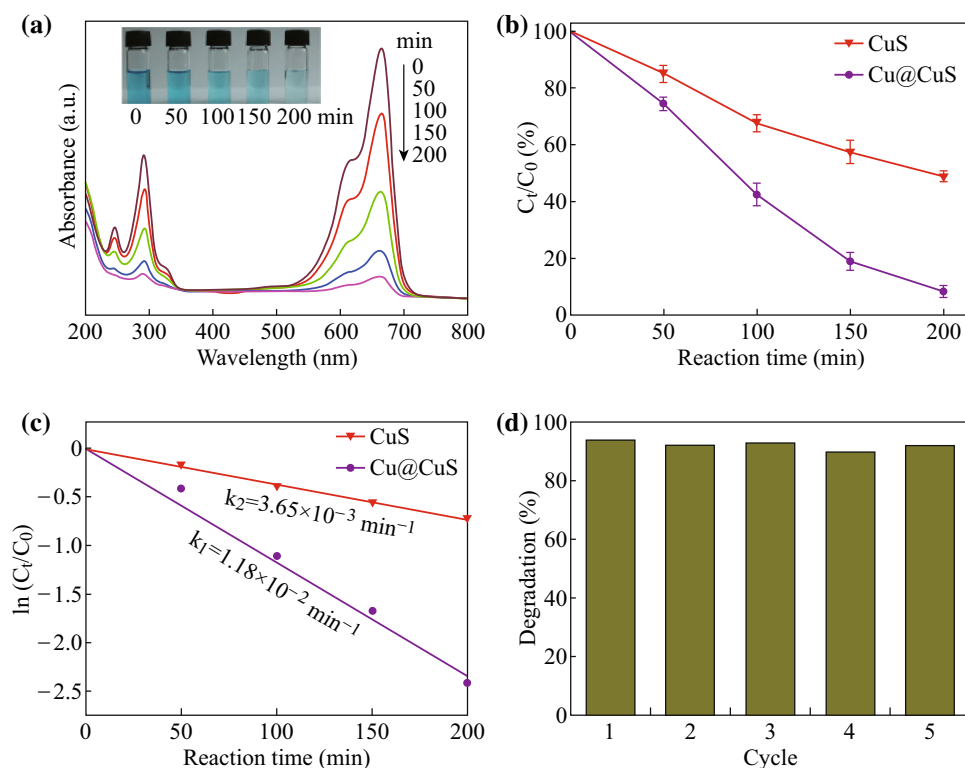 (a)
min
0
50
100
150
200
0 50 100 150 200 min
Absorbance (a.u.)
200 300 400 500 600 700 800
Wavelength (nm)
(b)
CuS
Cu@CuS
100
80
60
40
20
0
Cₜ/C₀ (%)
0 50 100 150 200
Reaction time (min)
(c)
CuS
Cu@CuS
0
−0.5
−1.0
−1.5
−2.0
−2.5
ln (Cₜ/C₀)
k₂=3.65×10⁻³ min⁻¹
k₁=1.18×10⁻² min⁻¹
0 50 100 150 200
Reaction time (min)
(d)
100
80
60
40
20
0
Degradation (%)
1 2 3 4 5
Cycle